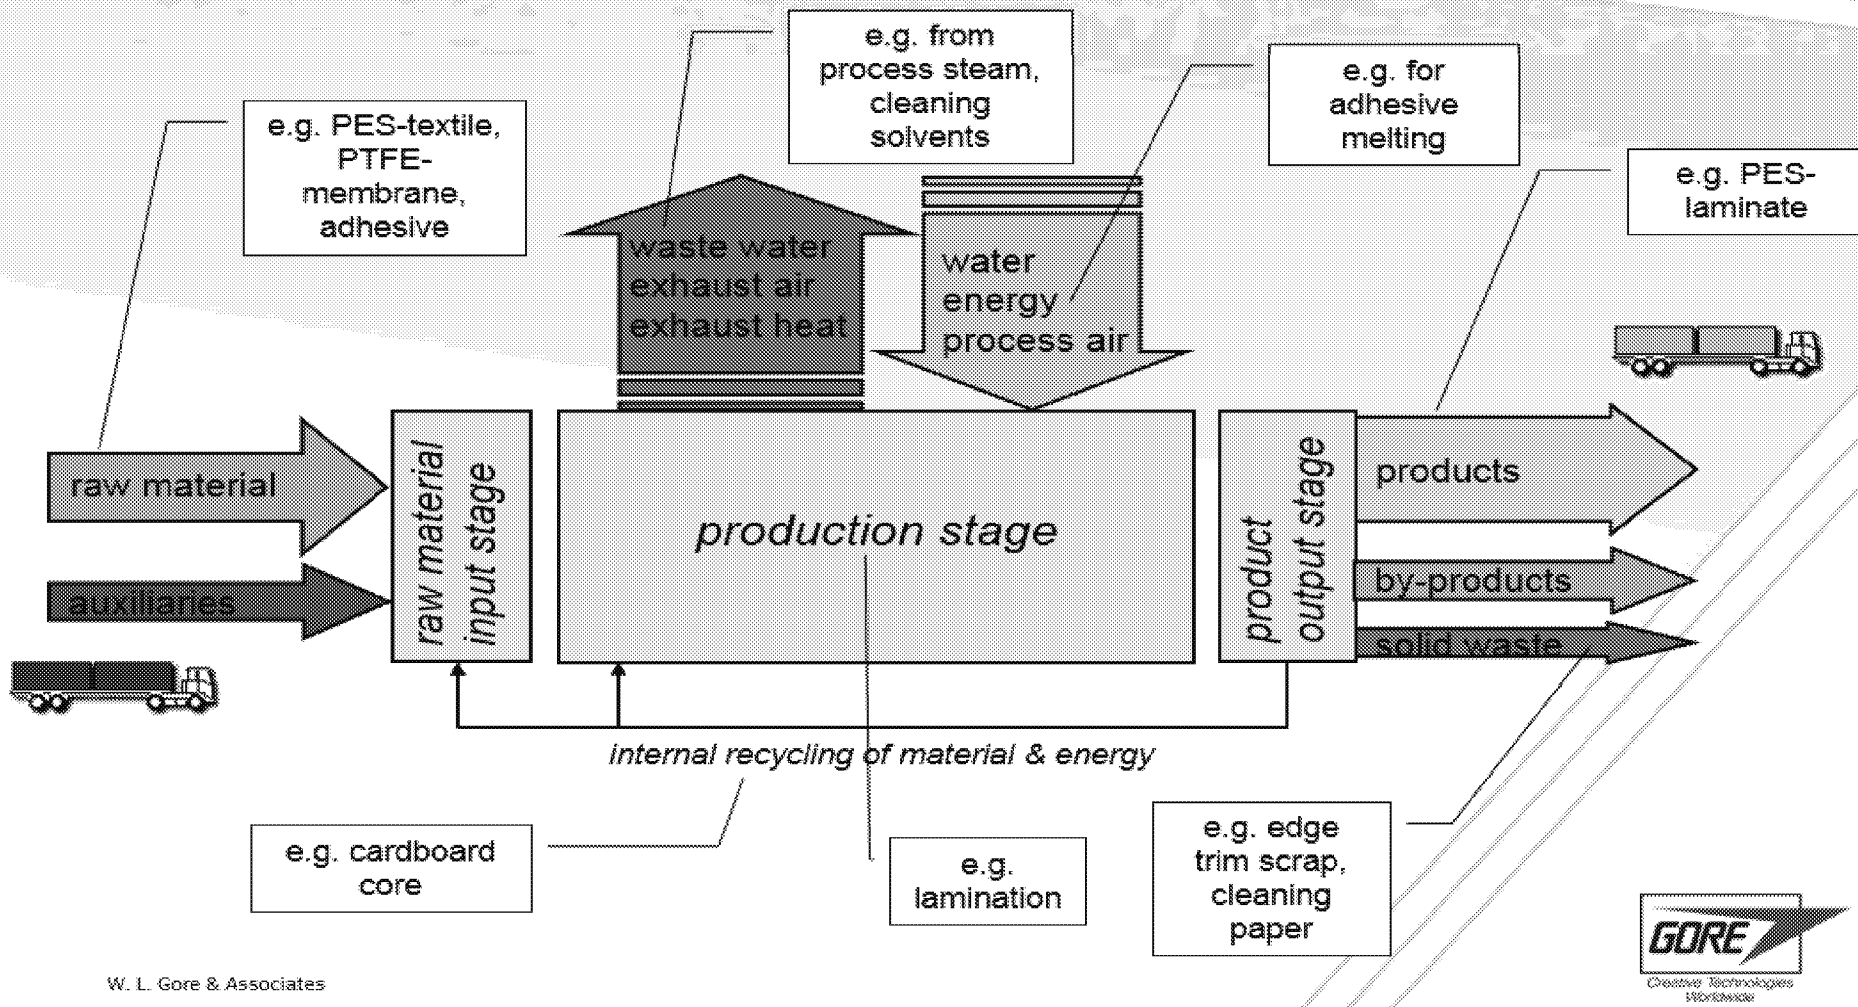 e.g. from
process steam,
cleaning
solvents
e.g. for
adhesive
melting
e.g. PES-textile,
PTFE-
membrane,
adhesive
e.g. PES-
laminate
waste water
exhaust air
exhaust heat
water
energy
process air
raw material
auxiliaries
raw material
input stage
production stage
product
output stage
products
by-products
solid waste
internal recycling of material & energy
e.g. cardboard
core
e.g.
lamination
e.g. edge
trim scrap,
cleaning
paper
W. L. Gore & Associates
GORE
Creative Technologies
Worldwide